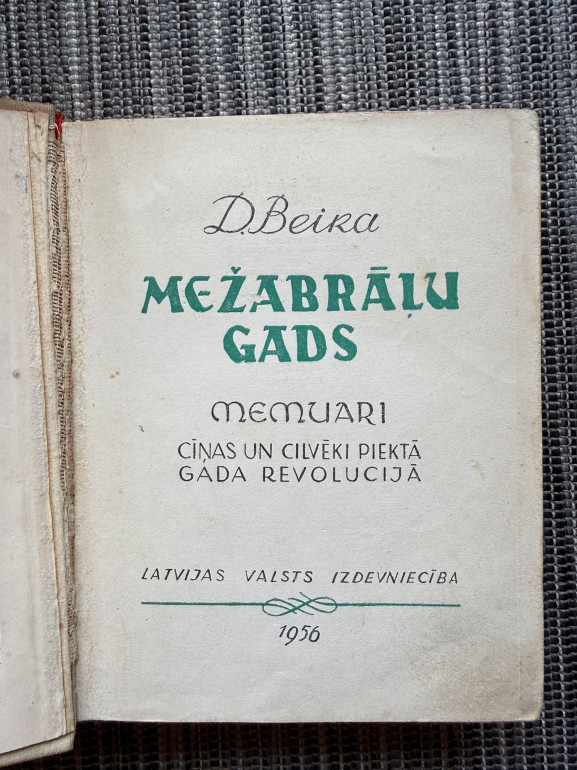 D. Beika
MEŽABRĀĻU
GADS
MEMUARI
CĪŅAS UN CILVĒKI PIEKTĀ
GADA REVOLUCIJĀ
LATVIJAS VALSTS IZDEVNIECĪBA
1956